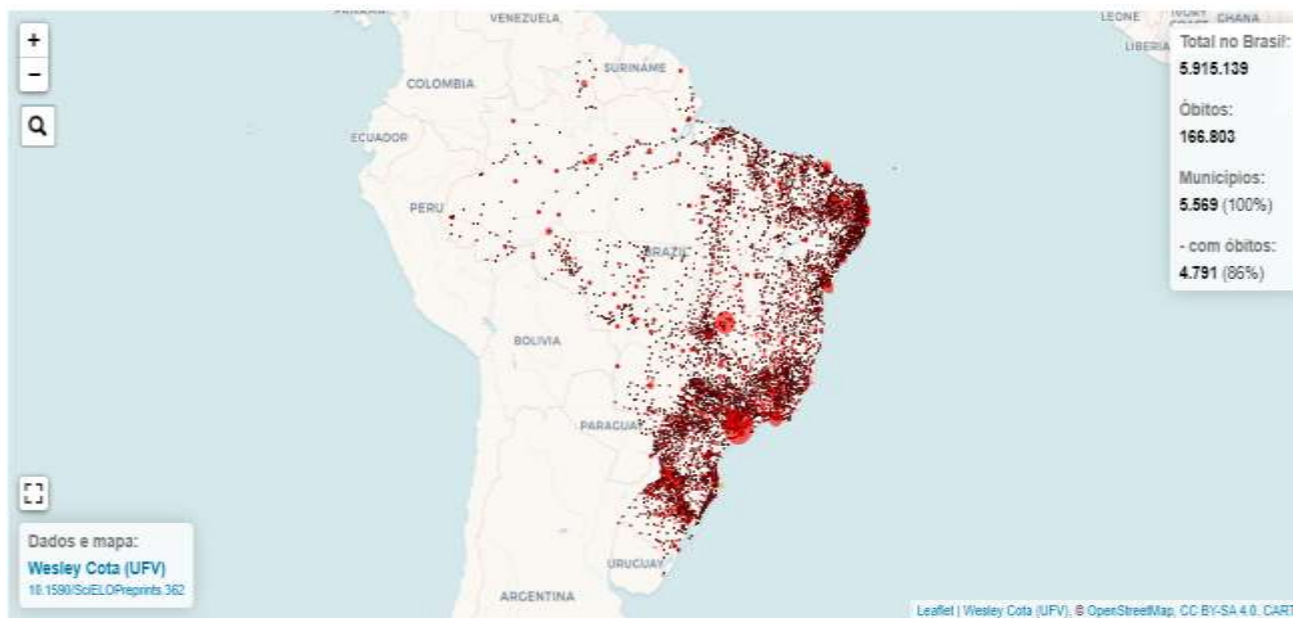 VENEZUELA
LEONE
IVORY
COAST
GHANA
LIBERIA
+
−
COLOMBIA
SURINAME
ECUADOR
PERU
BRAZIL
BOLIVIA
PARAGUAY
URUGUAY
ARGENTINA
Total no Brasil:
5.915.139
Óbitos:
166.803
Municípios:
5.569 (100%)
- com óbitos:
4.791 (86%)
Dados e mapa:
Wesley Cota (UFV)
10.1590/SciELOPreprints.362
Leaflet | Wesley Cota (UFV), © OpenStreetMap, CC BY-SA 4.0, CART